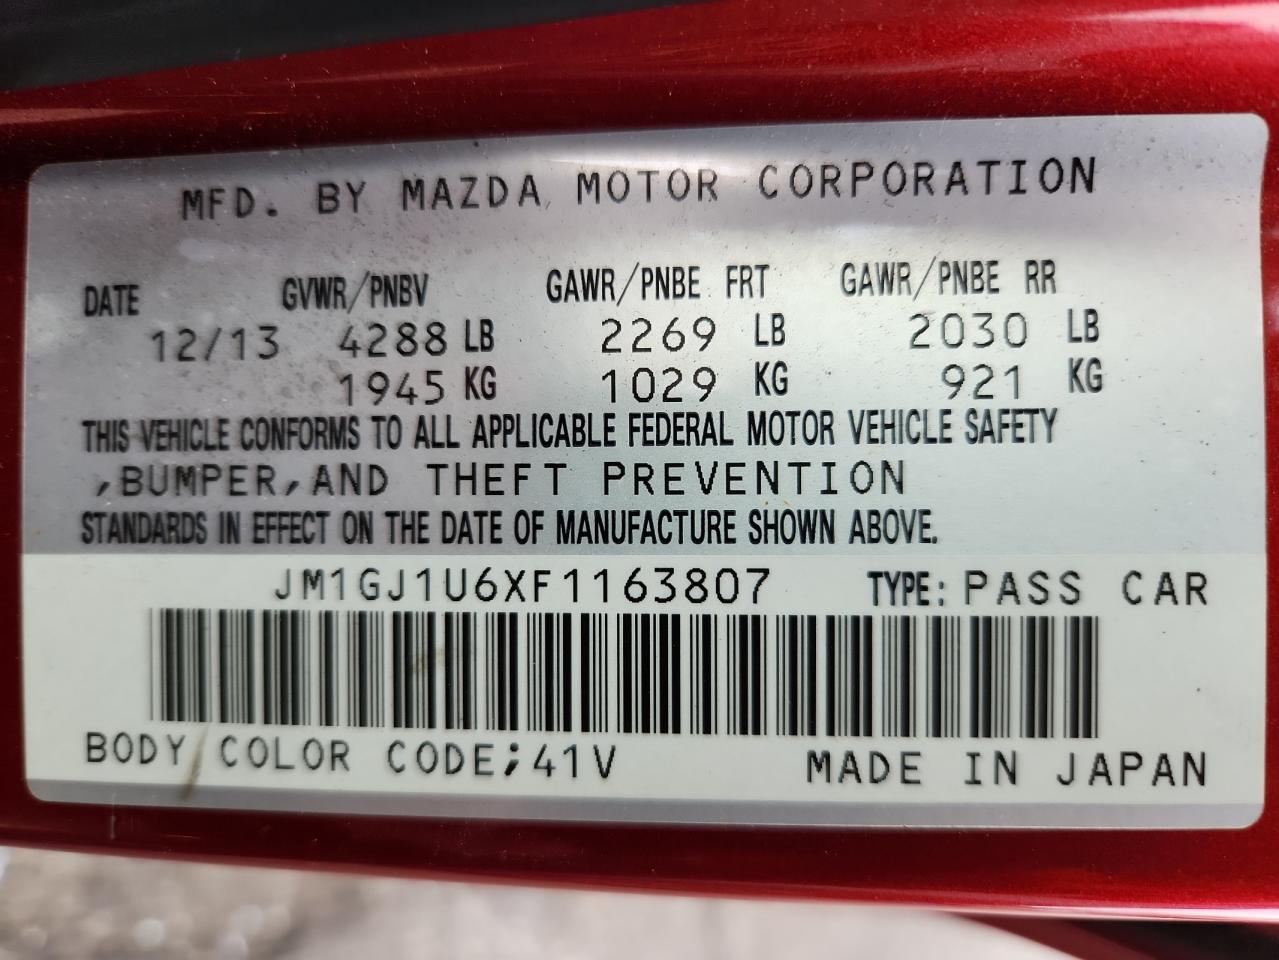 MFD. BY MAZDA MOTOR CORPORATION
DATE GVWR/PNBV GAWR/PNBE FRT GAWR/PNBE RR
12/13 4288 LB 2269 LB 2030 LB
1945 KG 1029 KG 921 KG
THIS VEHICLE CONFORMS TO ALL APPLICABLE FEDERAL MOTOR VEHICLE SAFETY
,BUMPER,AND THEFT PREVENTION
STANDARDS IN EFFECT ON THE DATE OF MANUFACTURE SHOWN ABOVE.
JM1GJ1U6XF1163807 TYPE: PASS CAR
BODY COLOR CODE;41V MADE IN JAPAN